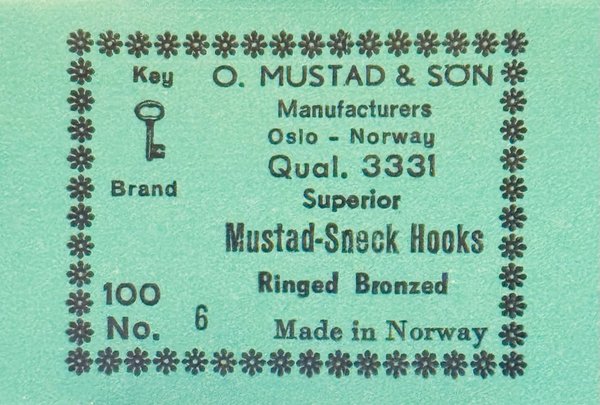 Key
Brand
O. MUSTAD & SÖN
Manufacturers
Oslo - Norway
Qual. 3331
Superior
Mustad-Sneck Hooks
Ringed Bronzed
100
No. 6
Made in Norway